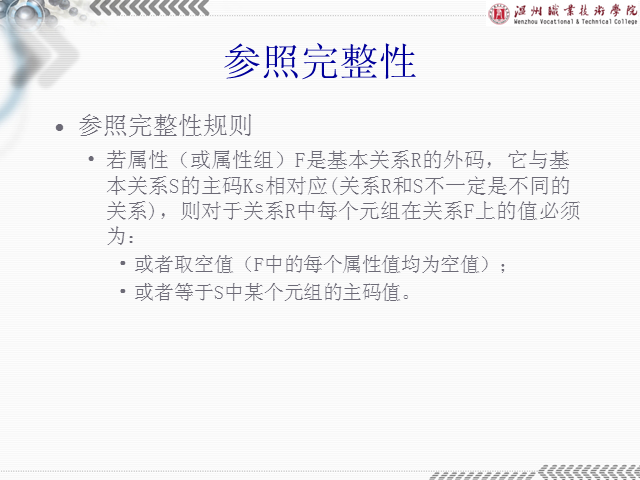 温州职业技术学院
Wenzhou Vocational & Technical College
参照完整性
• 参照完整性规则
• 若属性（或属性组）F是基本关系R的外码，它与基
本关系S的主码Ks相对应(关系R和S不一定是不同的
关系)，则对于关系R中每个元组在关系F上的值必须
为：
• 或者取空值（F中的每个属性值均为空值）；
• 或者等于S中某个元组的主码值。